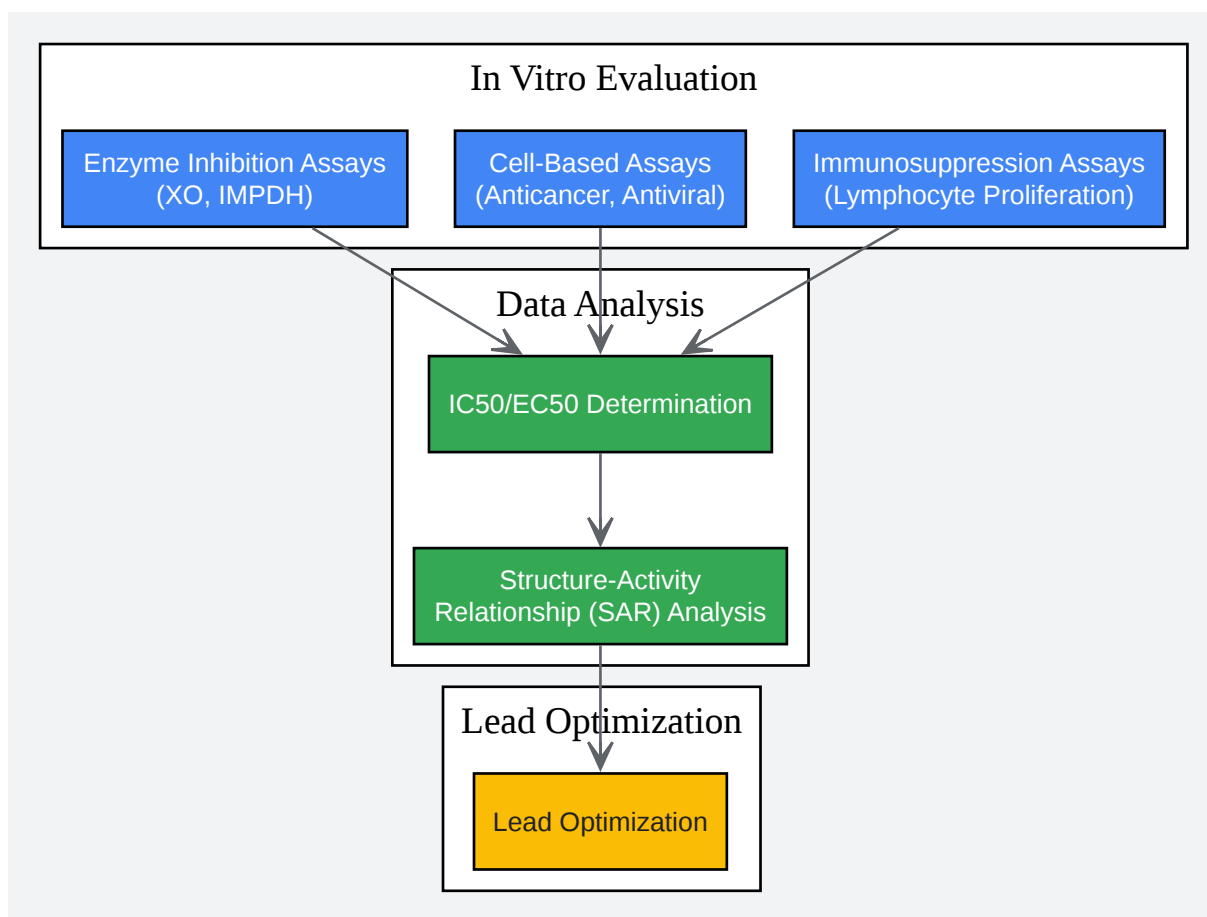 In Vitro Evaluation
Enzyme Inhibition Assays
(XO, IMPDH)
Cell-Based Assays
(Anticancer, Antiviral)
Immunosuppression Assays
(Lymphocyte Proliferation)
Data Analysis
IC50/EC50 Determination
Structure-Activity
Relationship (SAR) Analysis
Lead Optimization
Lead Optimization